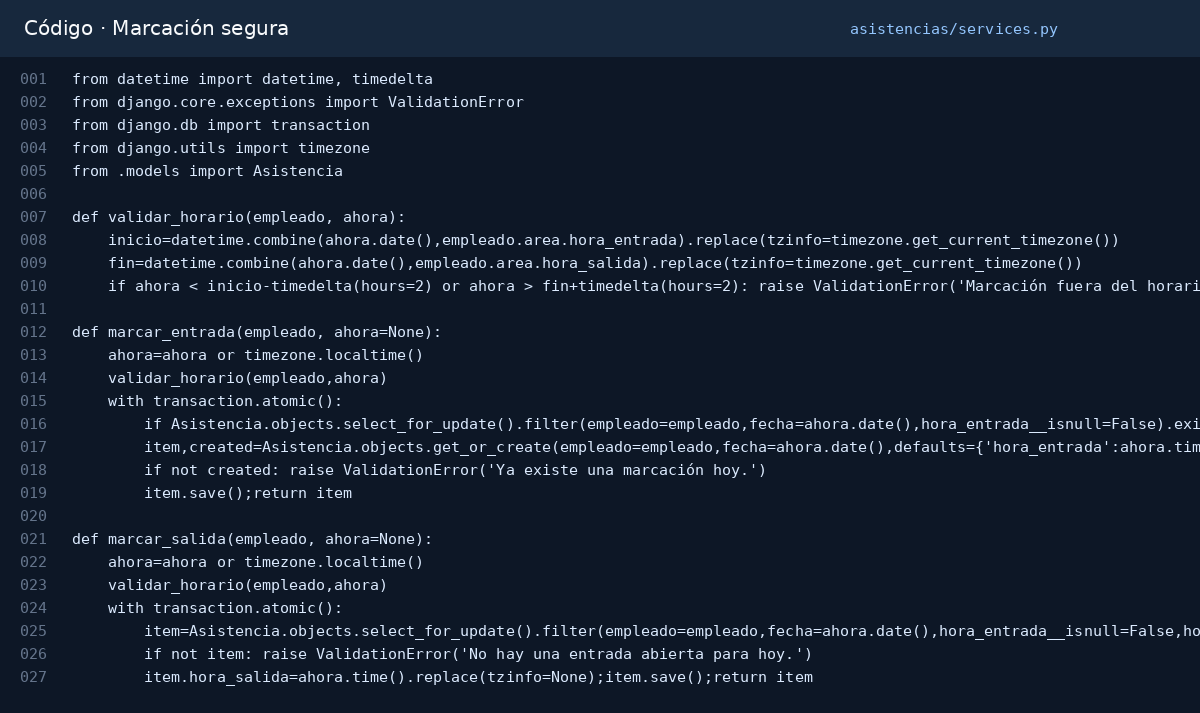 Código · Marcación segura
asistencias/services.py
001 from datetime import datetime, timedelta
002 from django.core.exceptions import ValidationError
003 from django.db import transaction
004 from django.utils import timezone
005 from .models import Asistencia
006
007 def validar_horario(empleado, ahora):
008     inicio=datetime.combine(ahora.date(),empleado.area.hora_entrada).replace(tzinfo=timezone.get_current_timezone())
009     fin=datetime.combine(ahora.date(),empleado.area.hora_salida).replace(tzinfo=timezone.get_current_timezone())
010     if ahora < inicio-timedelta(hours=2) or ahora > fin+timedelta(hours=2): raise ValidationError('Marcación fuera del horari
011
012 def marcar_entrada(empleado, ahora=None):
013     ahora=ahora or timezone.localtime()
014     validar_horario(empleado,ahora)
015     with transaction.atomic():
016         if Asistencia.objects.select_for_update().filter(empleado=empleado,fecha=ahora.date(),hora_entrada__isnull=False).exi
017         item,created=Asistencia.objects.get_or_create(empleado=empleado,fecha=ahora.date(),defaults={'hora_entrada':ahora.tim
018         if not created: raise ValidationError('Ya existe una marcación hoy.')
019         item.save();return item
020
021 def marcar_salida(empleado, ahora=None):
022     ahora=ahora or timezone.localtime()
023     validar_horario(empleado,ahora)
024     with transaction.atomic():
025         item=Asistencia.objects.select_for_update().filter(empleado=empleado,fecha=ahora.date(),hora_entrada__isnull=False,ho
026         if not item: raise ValidationError('No hay una entrada abierta para hoy.')
027         item.hora_salida=ahora.time().replace(tzinfo=None);item.save();return item